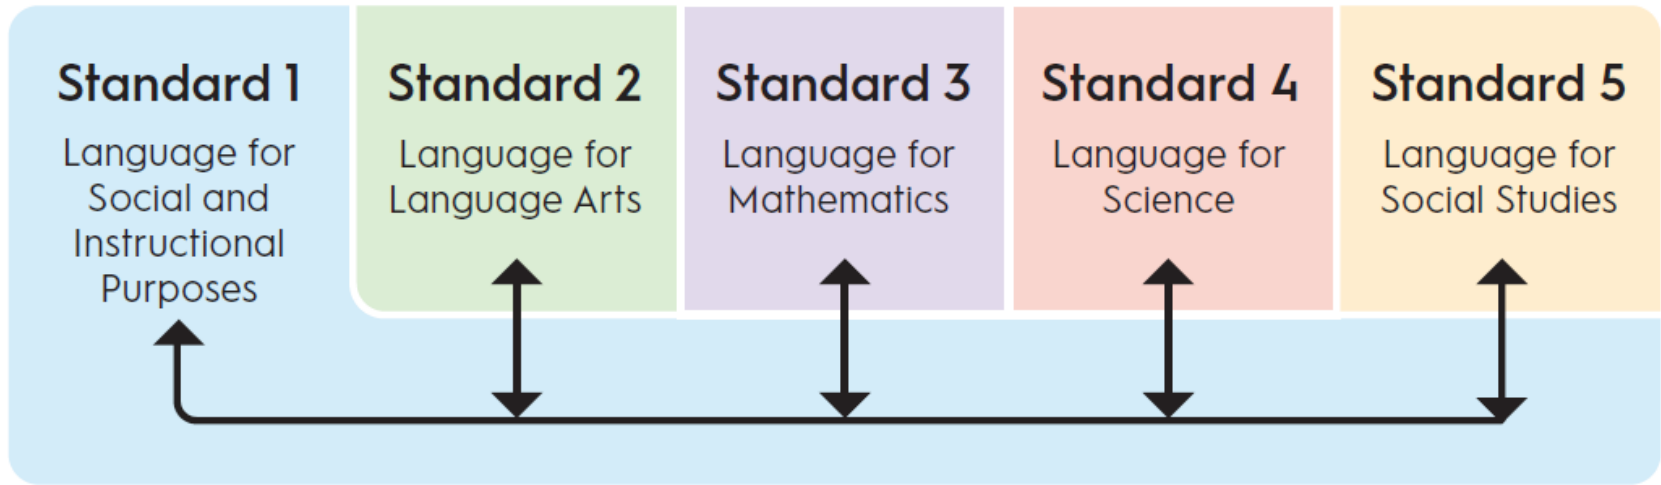 Standard 1
Language for
Social and
Instructional
Purposes
Standard 2
Language for
Language Arts
Standard 3
Language for
Mathematics
Standard 4
Language for
Science
Standard 5
Language for
Social Studies